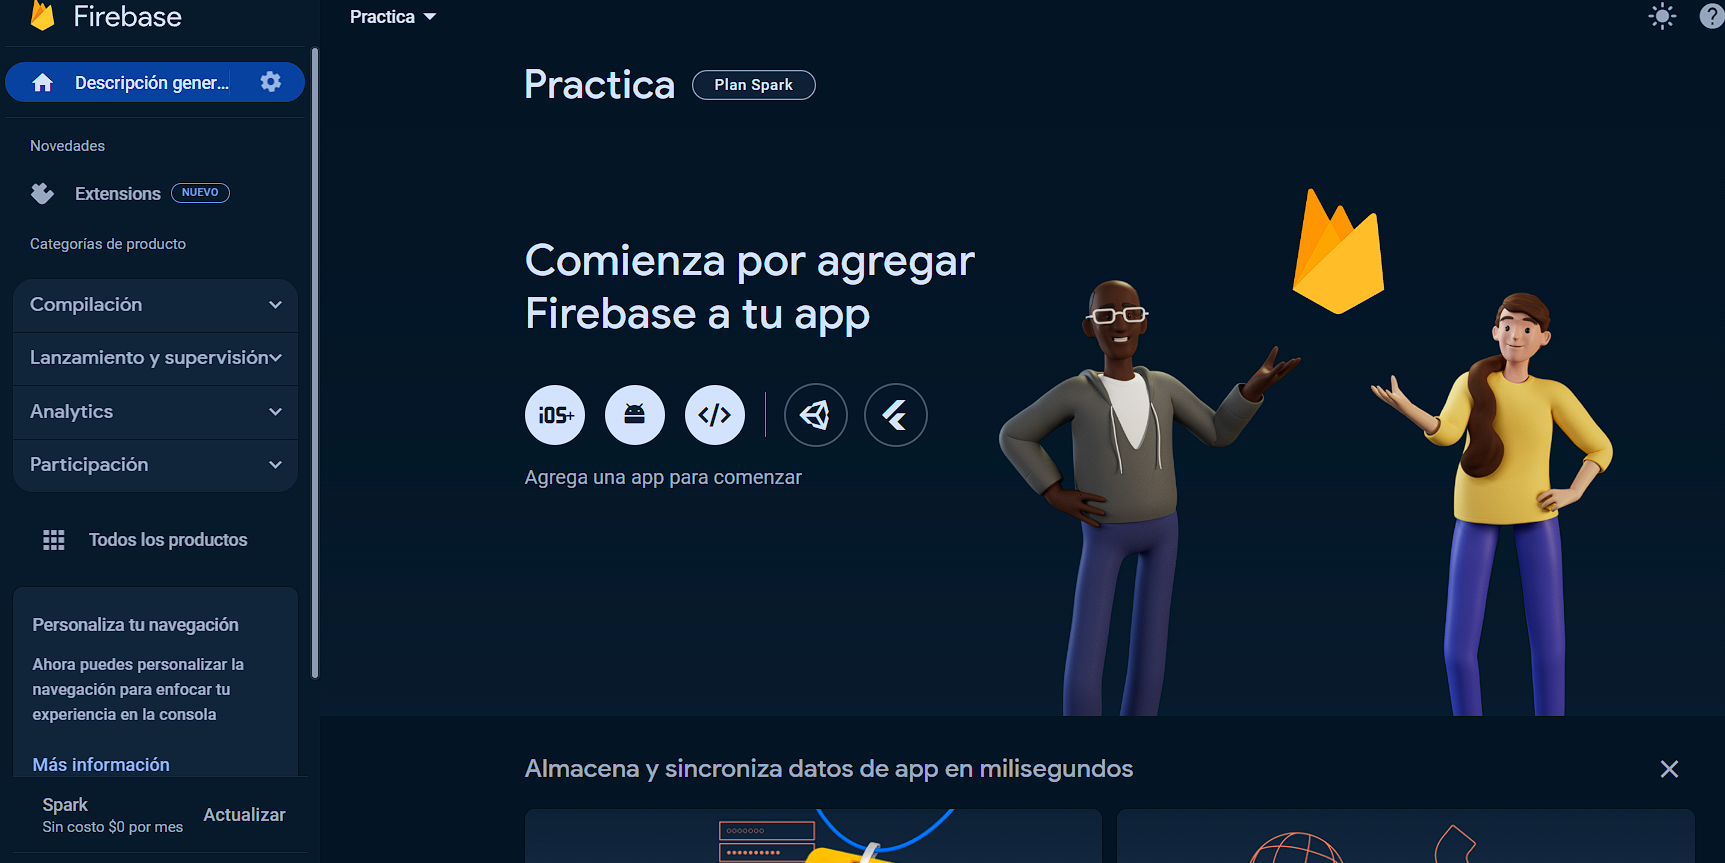 Firebase
Practica
Descripción gener...
Practica
Plan Spark
Novedades
Extensions
NUEVO
Categorías de producto
Compilación
Lanzamiento y supervisión
Analytics
Participación
Todos los productos
Personaliza tu navegación
Ahora puedes personalizar la
navegación para enfocar tu
experiencia en la consola
Más información
Spark
Sin costo $0 por mes
Actualizar
Comienza por agregar
Firebase a tu app
iOS+
Agrega una app para comenzar
Almacena y sincroniza datos de app en milisegundos